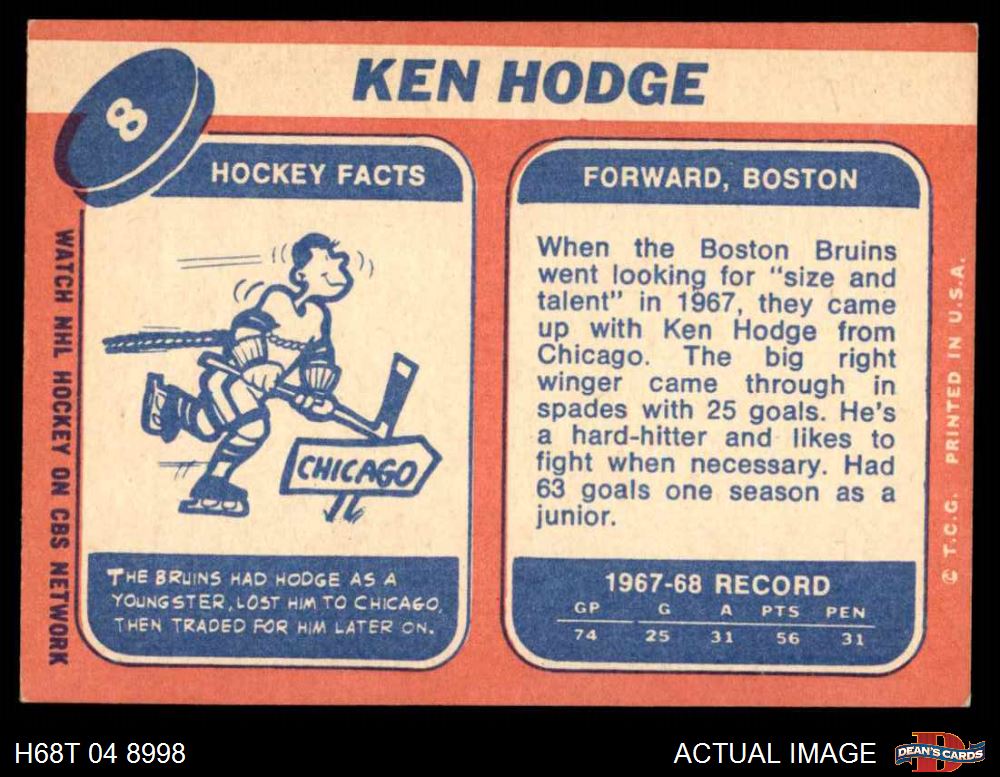 KEN HODGE
8
HOCKEY FACTS
CHICAGO
THE BRUINS HAD HODGE AS A
YOUNGSTER, LOST HIM TO CHICAGO,
THEN TRADED FOR HIM LATER ON.
WATCH NHL HOCKEY ON CBS NETWORK
FORWARD, BOSTON
When the Boston Bruins
went looking for "size and
talent" in 1967, they came
up with Ken Hodge from
Chicago. The big right
winger came through in
spades with 25 goals. He's
a hard-hitter and likes to
fight when necessary. Had
63 goals one season as a
junior.
1967-68 RECORD
GP G A PTS PEN
74 25 31 56 31
© T.C.G. PRINTED IN U.S.A.
H68T 04 8998
ACTUAL IMAGE
DEAN'S CARDS